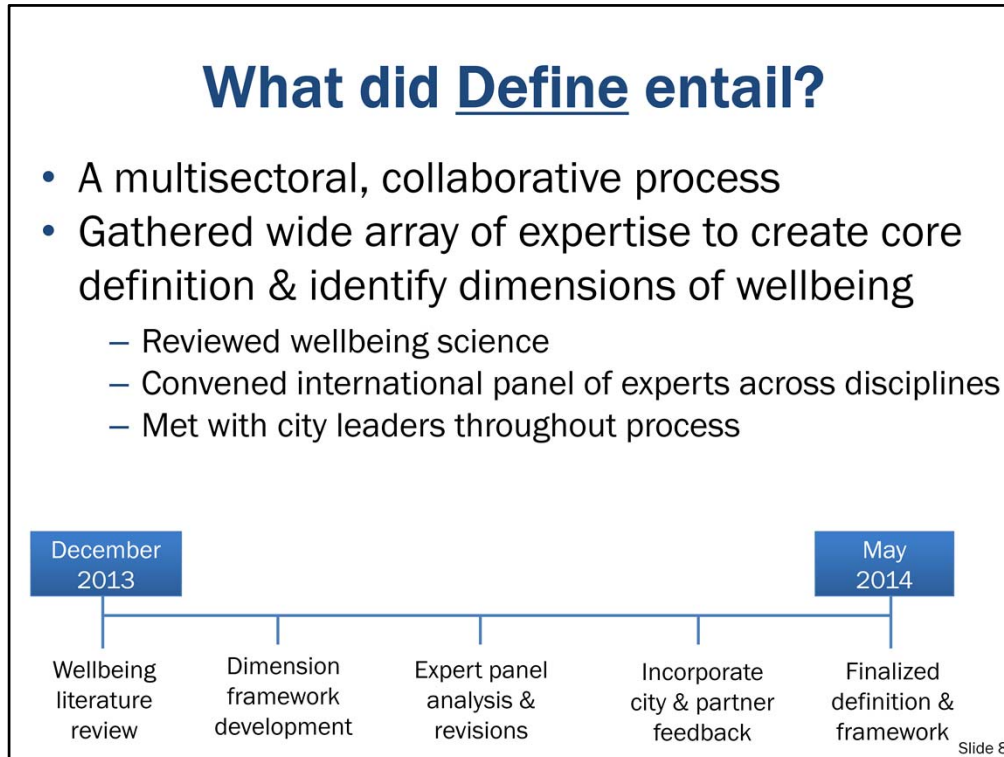 What did Define entail?
• A multisectoral, collaborative process
• Gathered wide array of expertise to create core
definition & identify dimensions of wellbeing
– Reviewed wellbeing science
– Convened international panel of experts across disciplines
– Met with city leaders throughout process
December
2013
May
2014
Wellbeing
literature
review
Dimension
framework
development
Expert panel
analysis &
revisions
Incorporate
city & partner
feedback
Finalized
definition &
framework
Slide 8